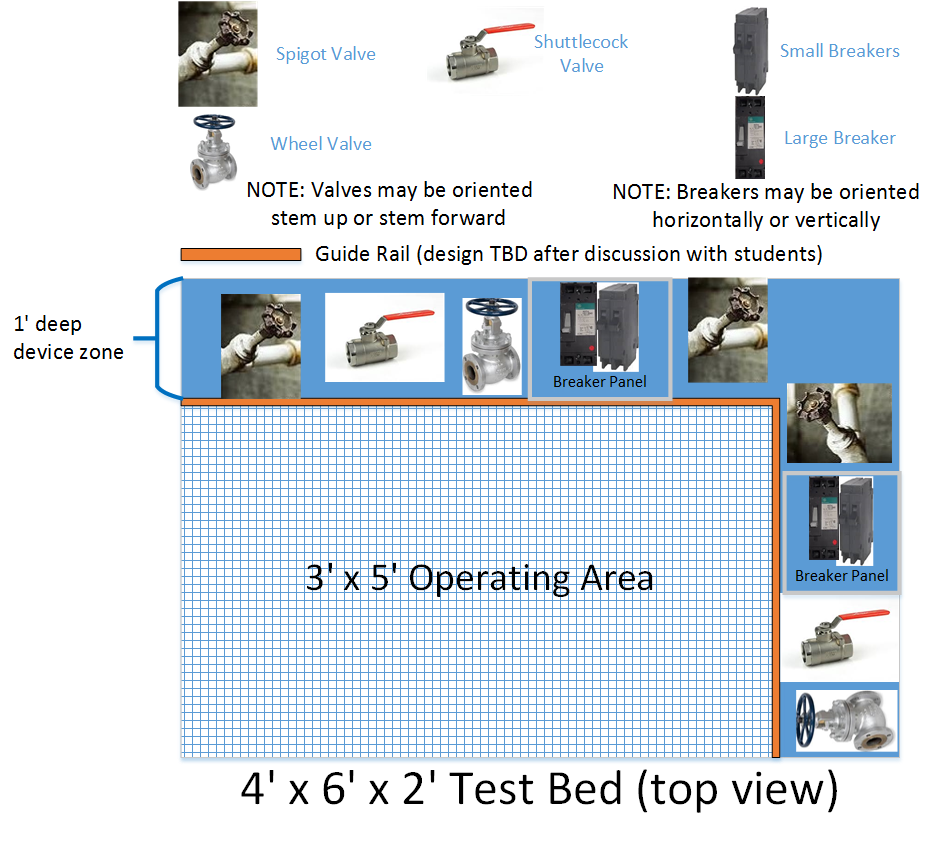 Spigot Valve
Shuttlecock
Valve
Small Breakers
Wheel Valve
Large Breaker
NOTE: Valves may be oriented
stem up or stem forward
NOTE: Breakers may be oriented
horizontally or vertically
Guide Rail (design TBD after discussion with students)
1' deep
device zone
Breaker Panel
Breaker Panel
3' x 5' Operating Area
4' x 6' x 2' Test Bed (top view)